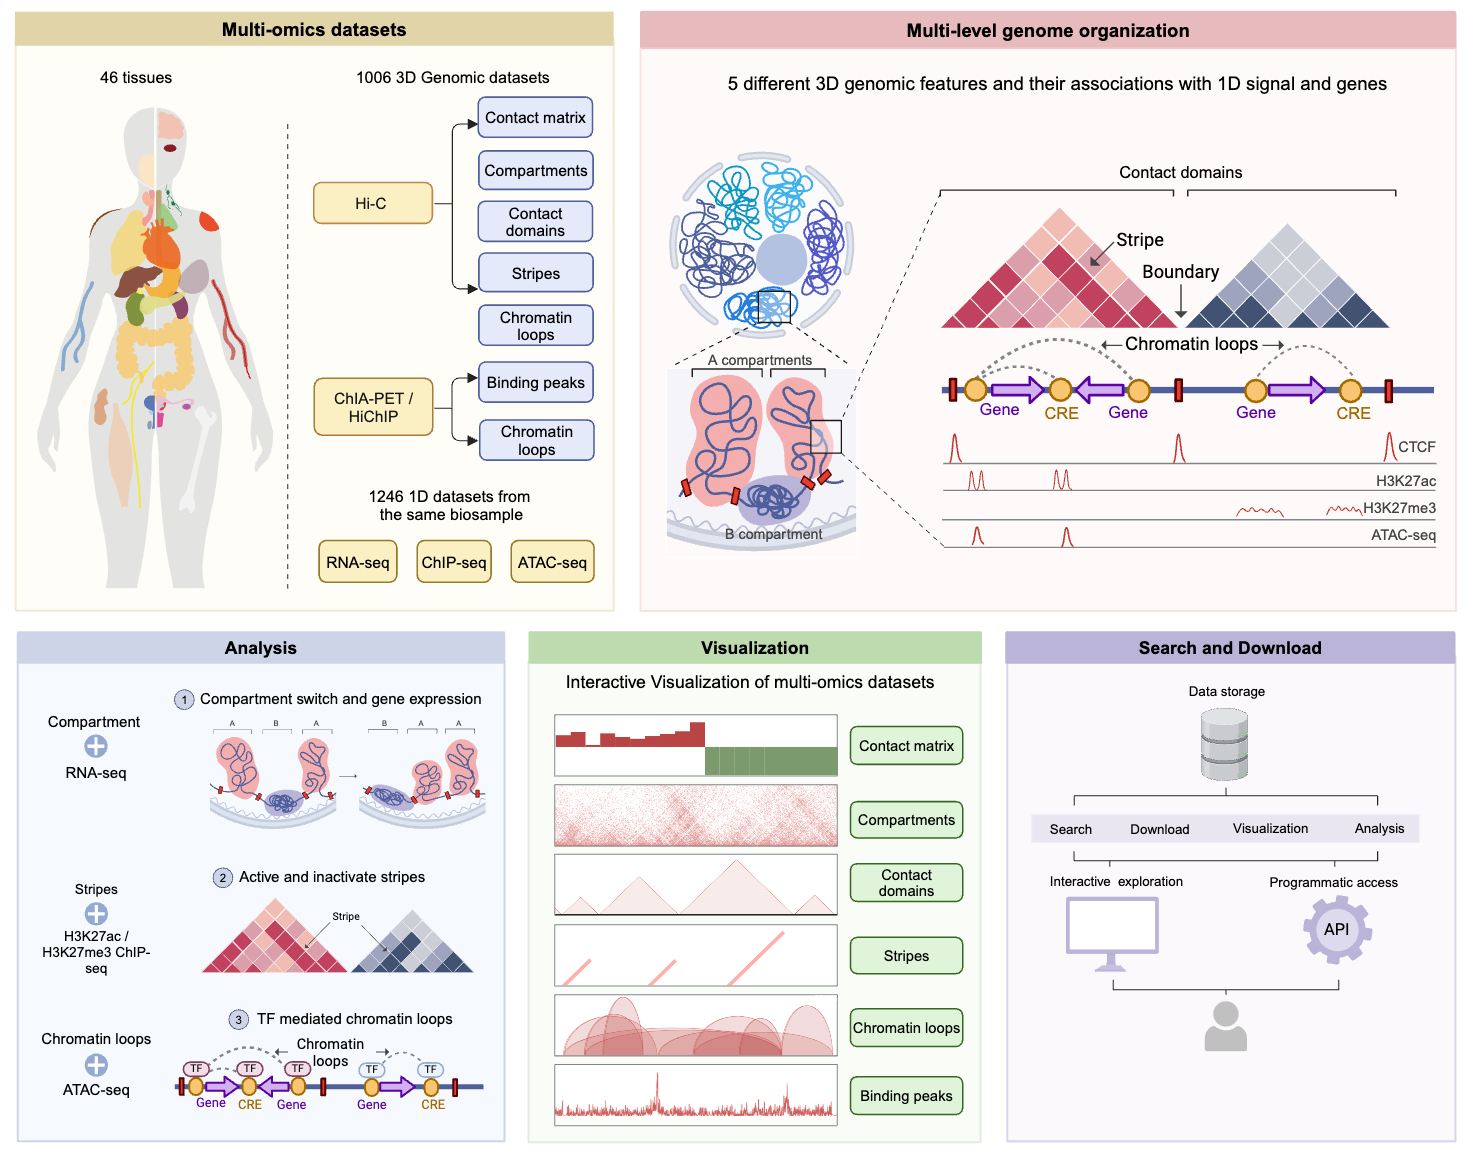 Multi-omics datasets
46 tissues
1006 3D Genomic datasets
Hi-C
Contact matrix
Compartments
Contact
domains
Stripes
Chromatin
loops
ChIA-PET /
HiChIP
Binding peaks
Chromatin
loops
1246 1D datasets from
the same biosample
RNA-seq
ChIP-seq
ATAC-seq
Multi-level genome organization
5 different 3D genomic features and their associations with 1D signal and genes
Contact domains
Stripe
Boundary
Chromatin loops
A compartments
B compartment
Gene
CRE
Gene
Gene
CRE
CTCF
H3K27ac
H3K27me3
ATAC-seq
Analysis
Compartment
RNA-seq
1 Compartment switch and gene expression
A B A
B A A
Stripes
H3K27ac /
H3K27me3 ChIP-
seq
2 Active and inactivate stripes
Stripe
Chromatin loops
ATAC-seq
3 TF mediated chromatin loops
Chromatin
loops
TF TF TF TF TF
Gene CRE Gene Gene CRE
Visualization
Interactive Visualization of multi-omics datasets
Contact matrix
Compartments
Contact
domains
Stripes
Chromatin loops
Binding peaks
Search and Download
Data storage
Search Download Visualization Analysis
Interactive exploration
Programmatic access
API